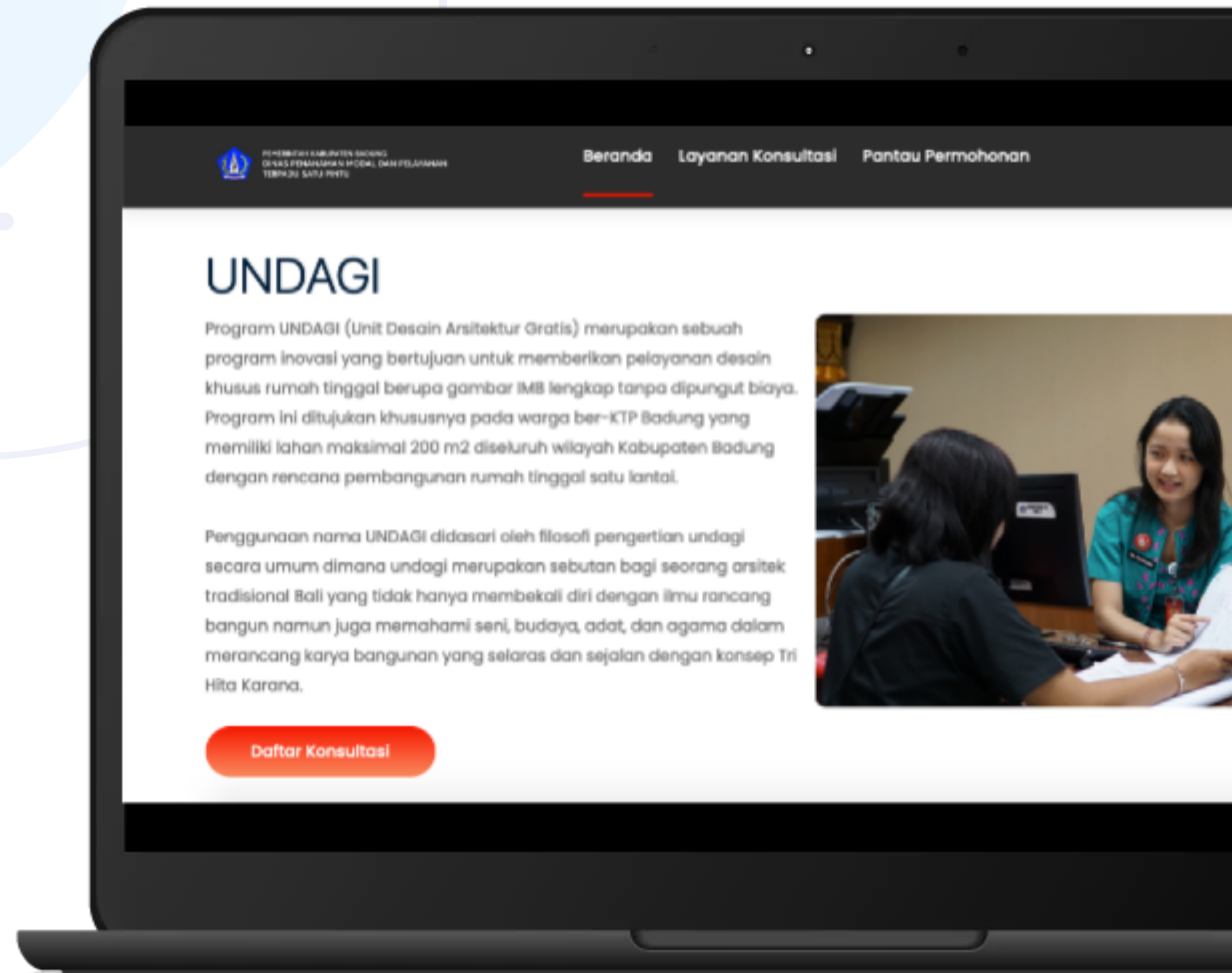 PEMERINTAH KABUPATEN BADUNG
DINAS PENANAMAN MODAL DAN PELAYANAN
TERPADU SATU PINTU
Beranda Layanan Konsultasi Pantau Permohonan
UNDAGI
Program UNDAGI (Unit Desain Arsitektur Gratis) merupakan sebuah
program inovasi yang bertujuan untuk memberikan pelayanan desain
khusus rumah tinggal berupa gambar IMB lengkap tanpa dipungut biaya.
Program ini ditujukan khususnya pada warga ber-KTP Badung yang
memiliki lahan maksimal 200 m2 diseluruh wilayah Kabupaten Badung
dengan rencana pembangunan rumah tinggal satu lantai.
Penggunaan nama UNDAGI didasari oleh filosofi pengertian undagi
secara umum dimana undagi merupakan sebutan bagi seorang arsitek
tradisional Bali yang tidak hanya membekali diri dengan ilmu rancang
bangun namun juga memahami seni, budaya, adat, dan agama dalam
merancang karya bangunan yang selaras dan sejalan dengan konsep Tri
Hita Karana.
Daftar Konsultasi